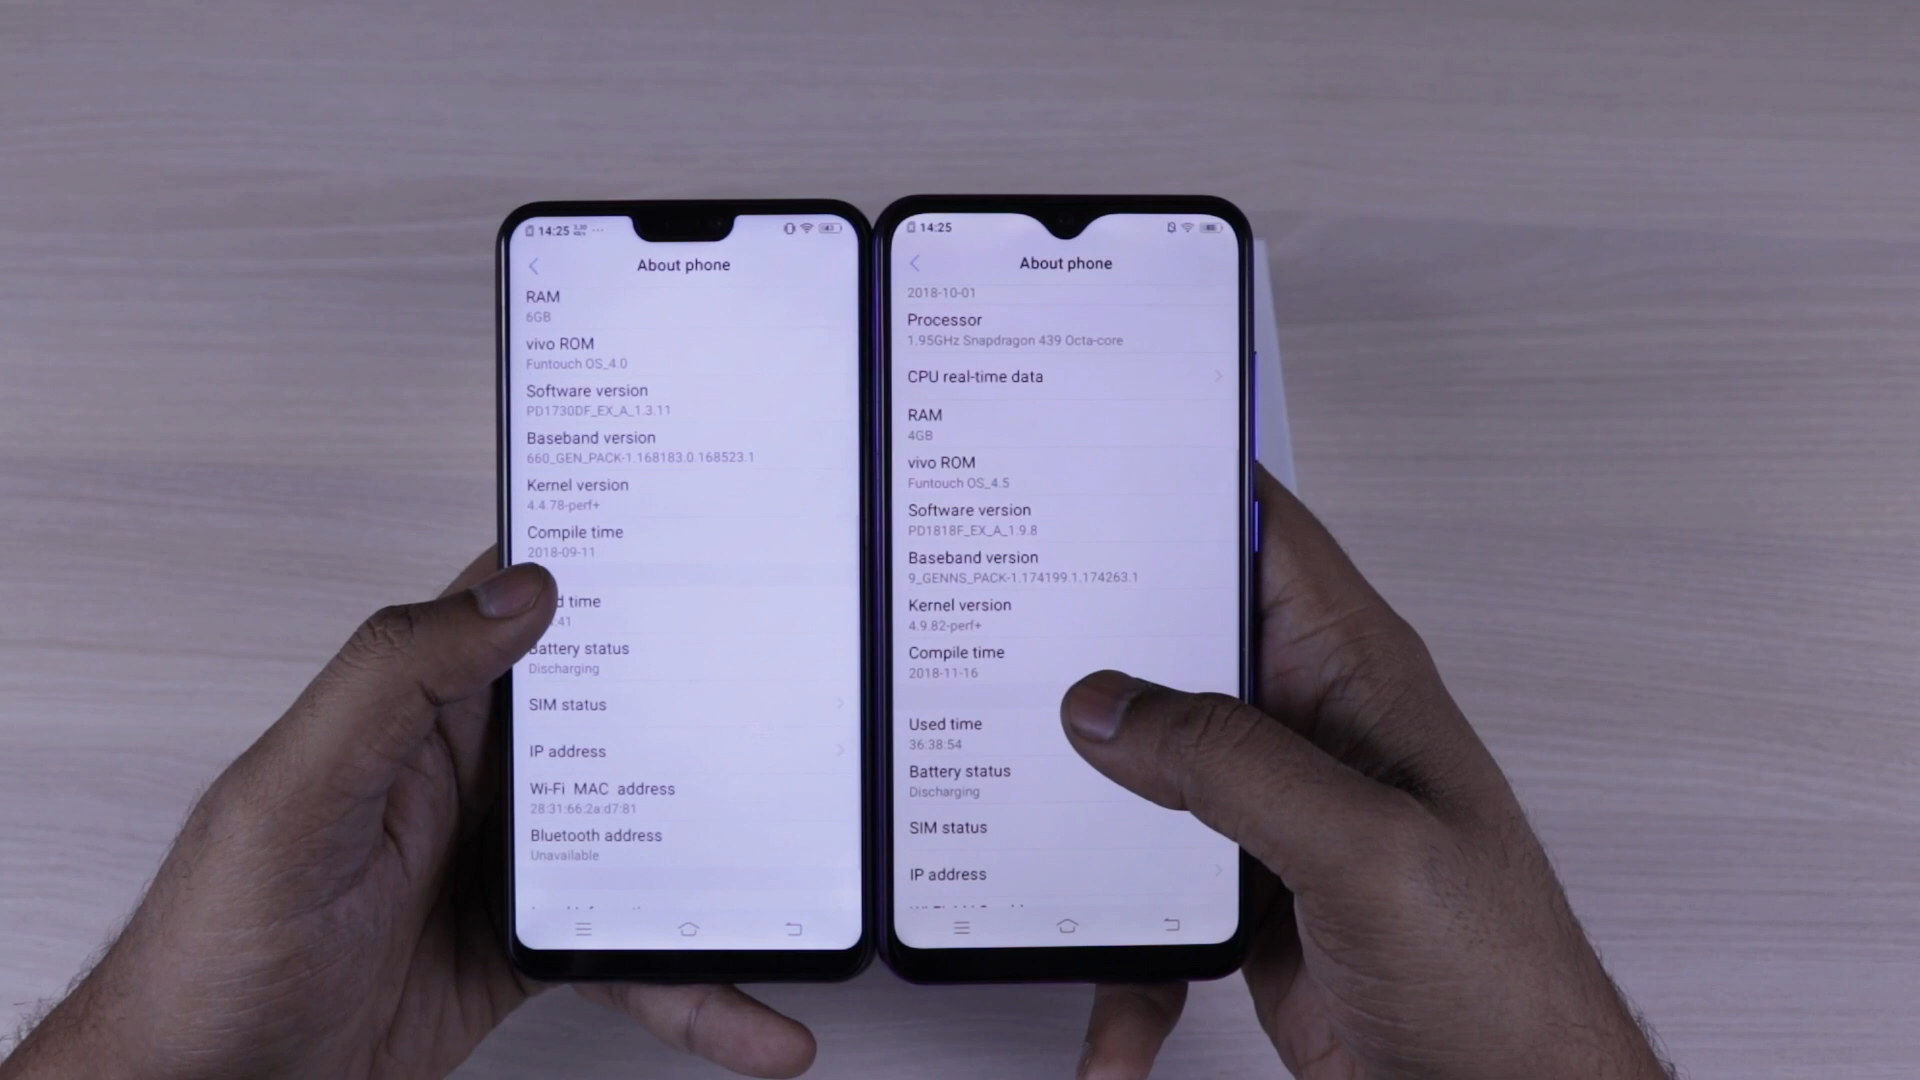 14:25
About phone
RAM
6GB
vivo ROM
Funtouch OS_4.0
Software version
PD1730DF_EX_A_1.3.11
Baseband version
660_GEN_PACK-1.168183.0.168523.1
Kernel version
4.4.78-perf+
Compile time
2018-09-11
d time
:41
Battery status
Discharging
SIM status
IP address
Wi-Fi MAC address
28:31:66:2a:d7:81
Bluetooth address
Unavailable
14:25
About phone
2018-10-01
Processor
1.95GHz Snapdragon 439 Octa-core
CPU real-time data
RAM
4GB
vivo ROM
Funtouch OS_4.5
Software version
PD1818F_EX_A_1.9.8
Baseband version
9_GENNS_PACK-1.174199.1.174263.1
Kernel version
4.9.82-perf+
Compile time
2018-11-16
Used time
36:38:54
Battery status
Discharging
SIM status
IP address